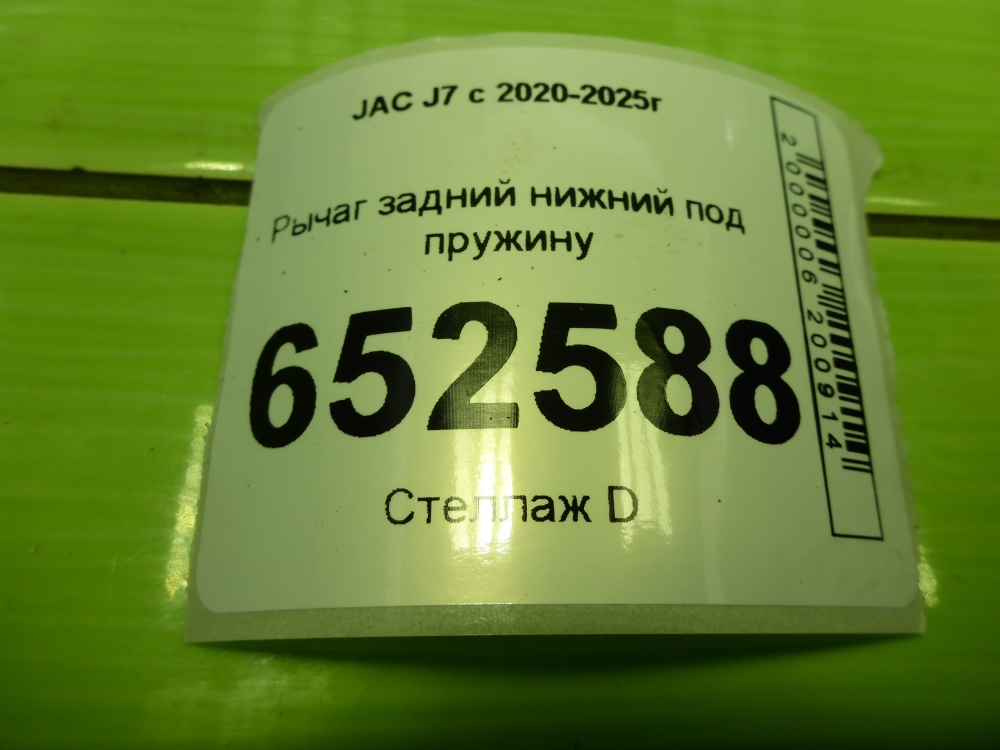 JAC J7 с 2020-2025г
Рычаг задний нижний под
пружину
652588
Стеллаж D
2000006200914